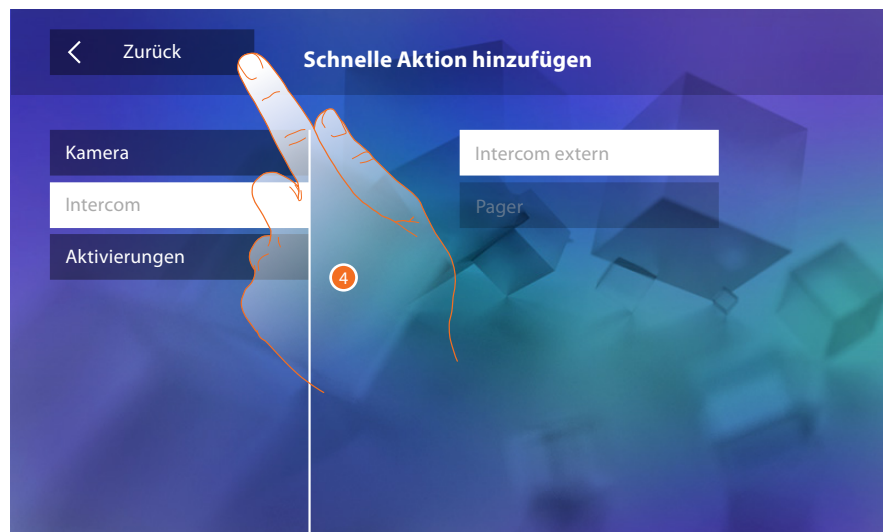 Zurück
Schnelle Aktion hinzufügen
Kamera
Intercom
Aktivierungen
Intercom extern
Pager
4